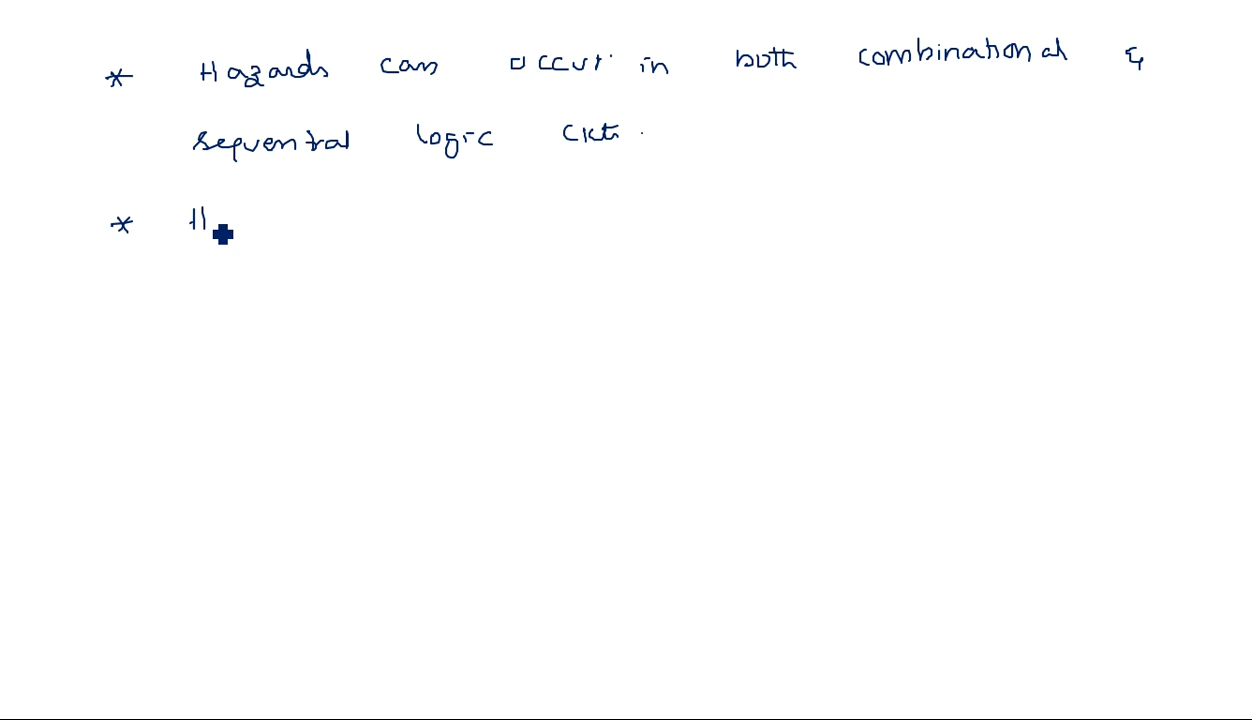 * Hazards can occur in both combinational &
sequential logic ckts.
* H